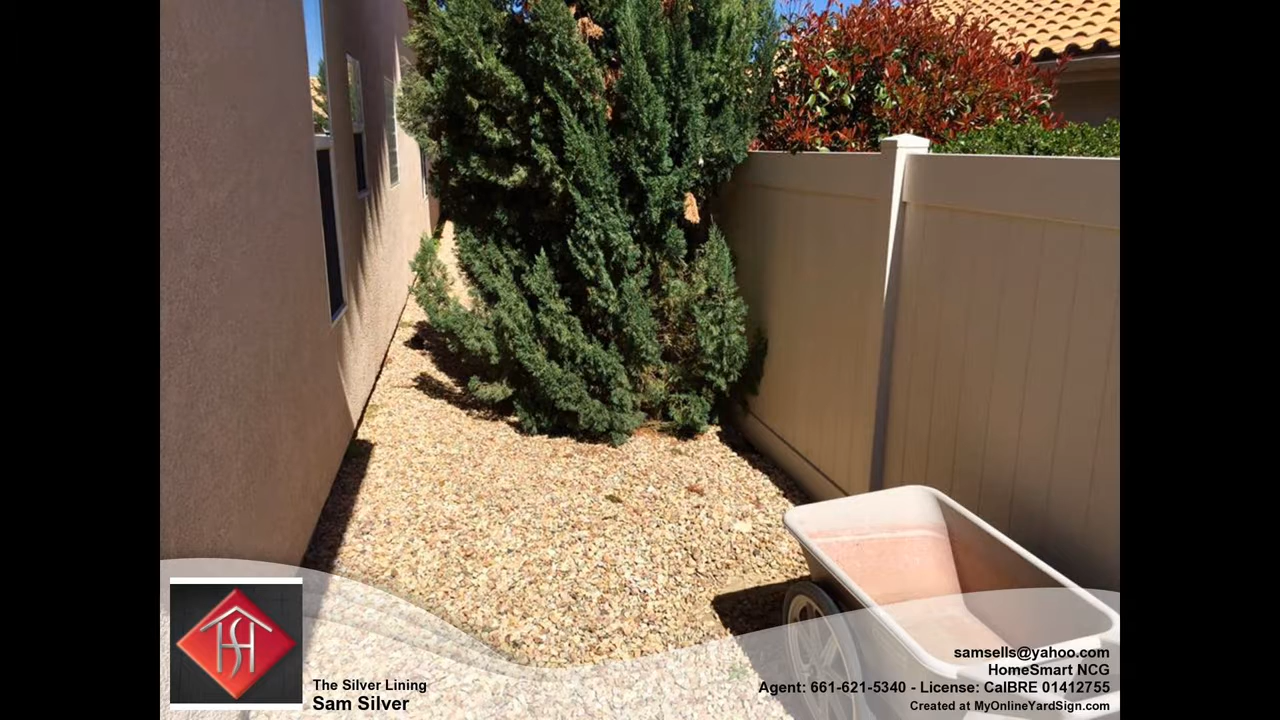 The Silver Lining
Sam Silver
samsells@yahoo.com
HomeSmart NCG
Agent: 661-621-5340 - License: CalBRE 01412755
Created at MyOnlineYardSign.com